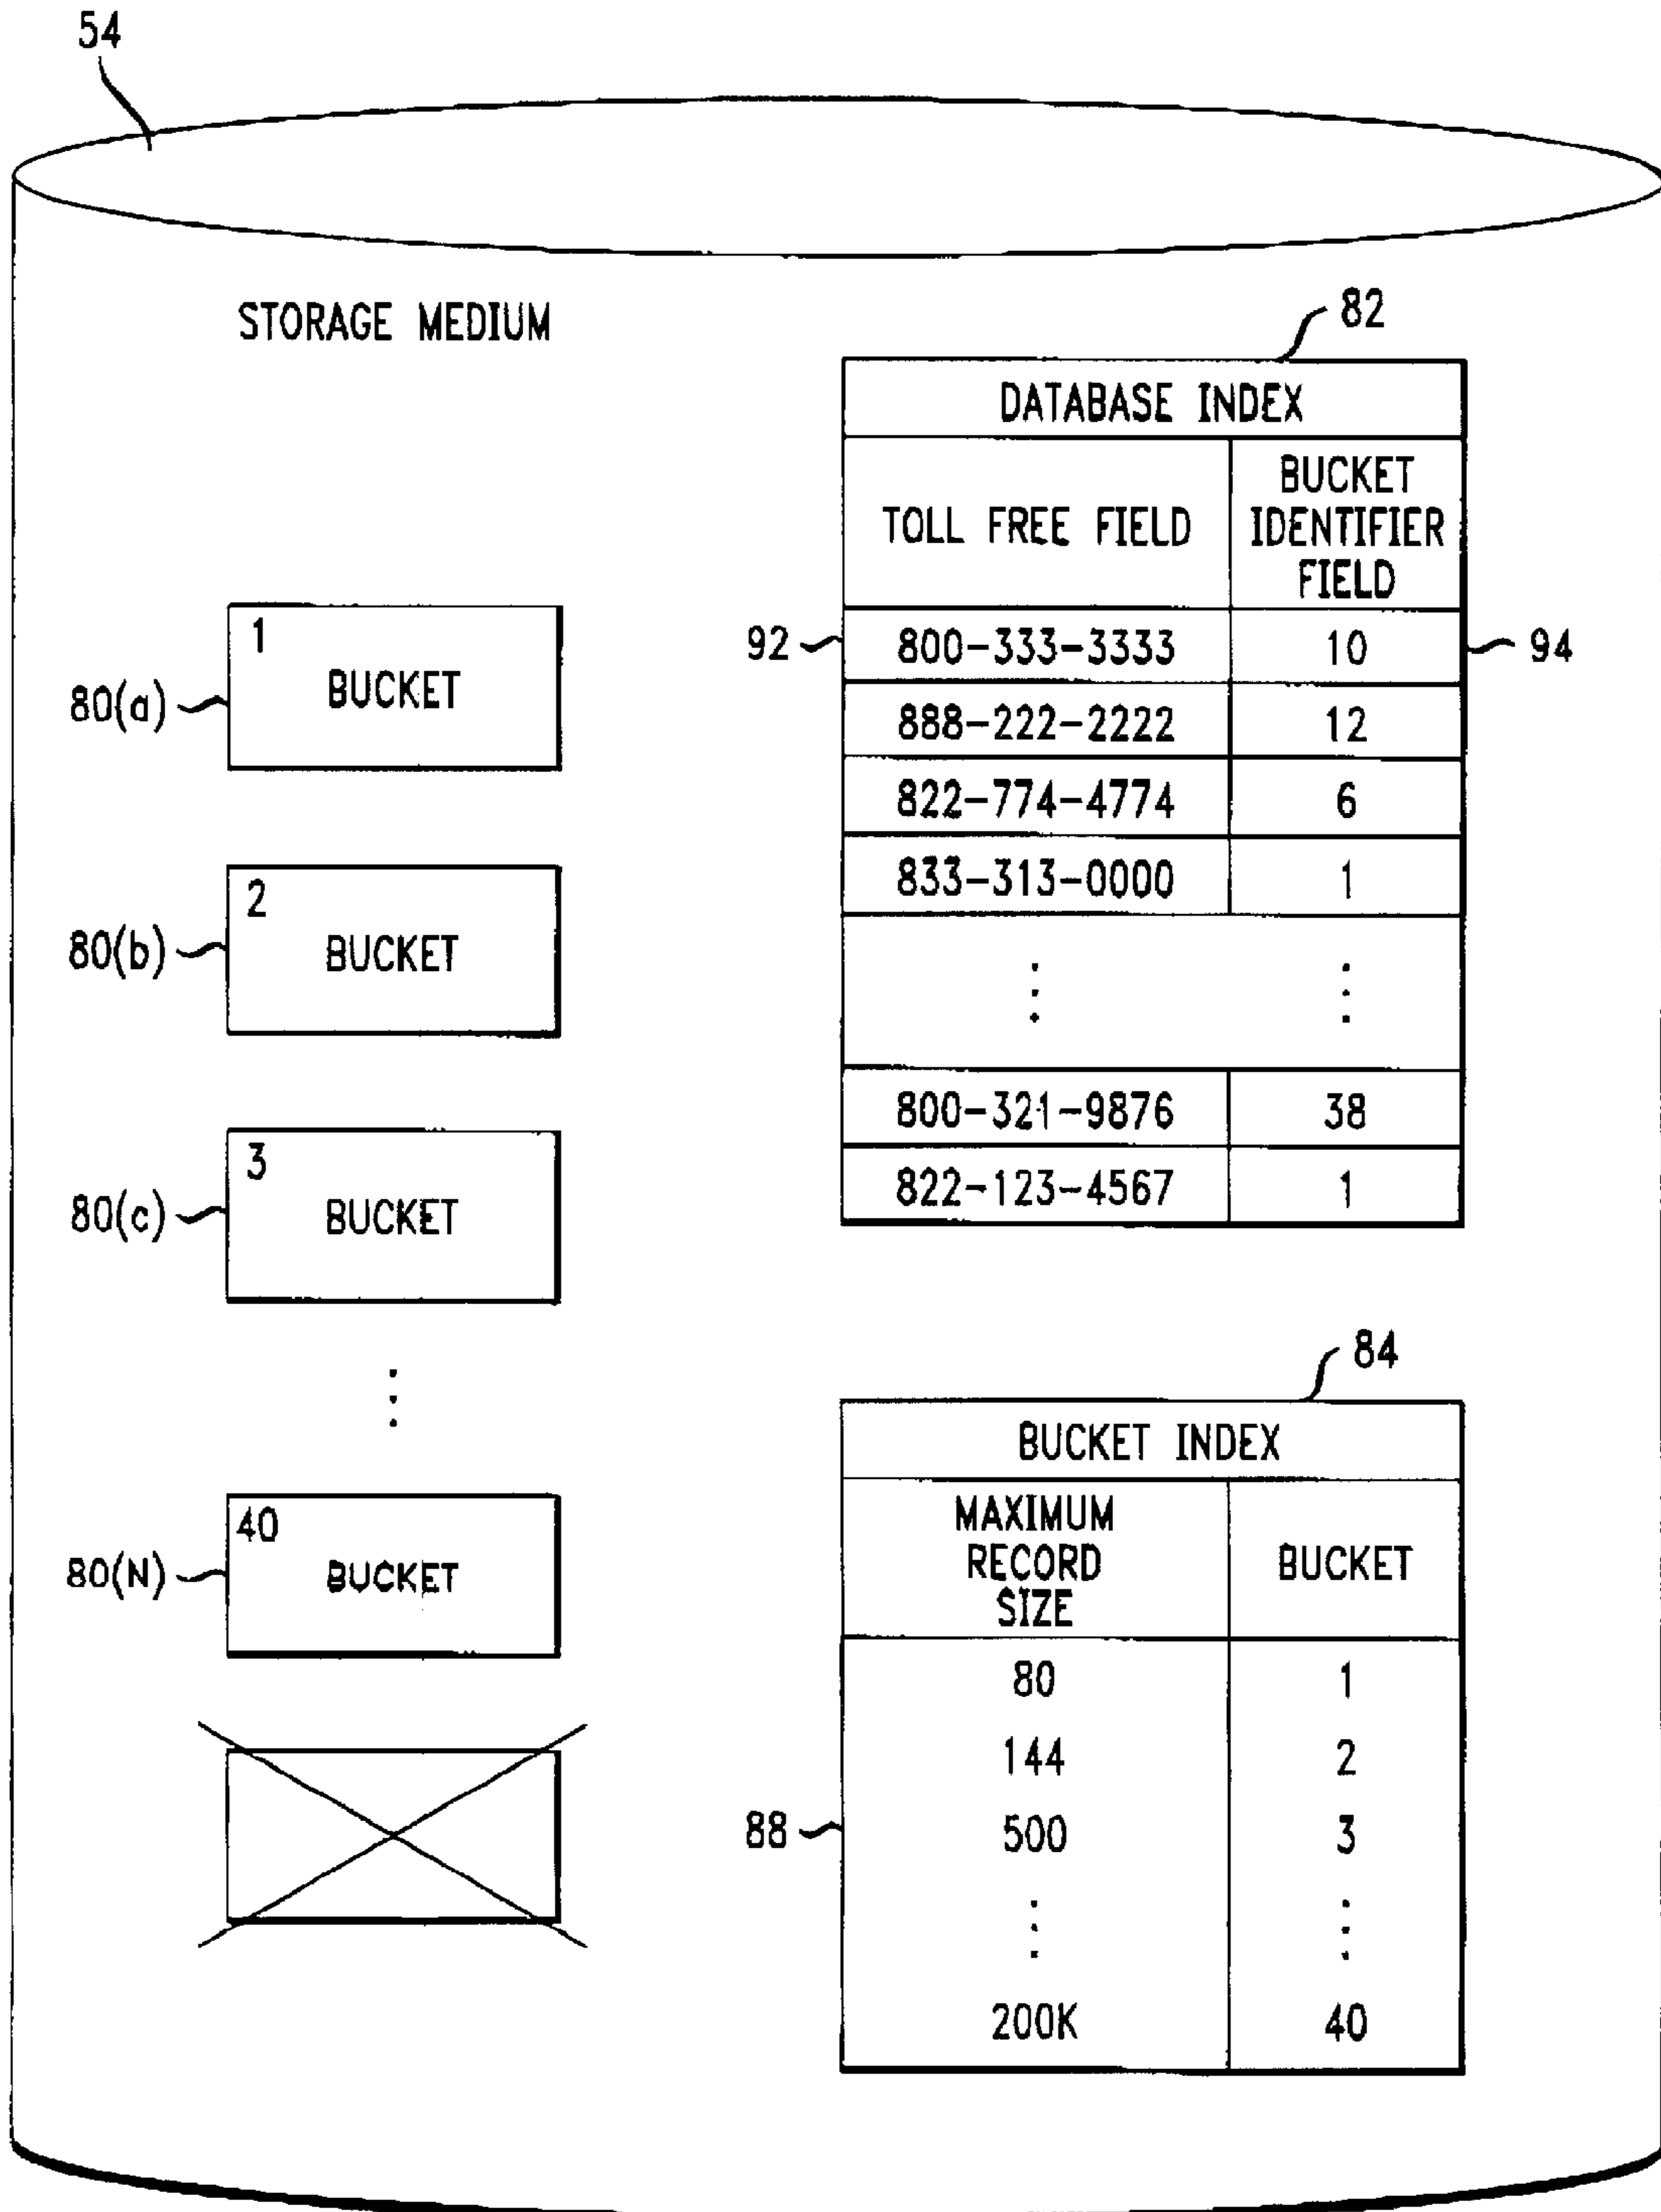 54
STORAGE MEDIUM
1
BUCKET
80(a)
2
BUCKET
80(b)
3
BUCKET
80(c)
⋮
40
BUCKET
80(N)
82
DATABASE INDEX
TOLL FREE FIELD
BUCKET
IDENTIFIER
FIELD
92
800-333-3333 10
94
888-222-2222 12
822-774-4774 6
833-313-0000 1
⋮ ⋮
800-321-9876 38
822-123-4567 1
84
BUCKET INDEX
MAXIMUM
RECORD
SIZE
BUCKET
80 1
144 2
88
500 3
⋮ ⋮
200K 40